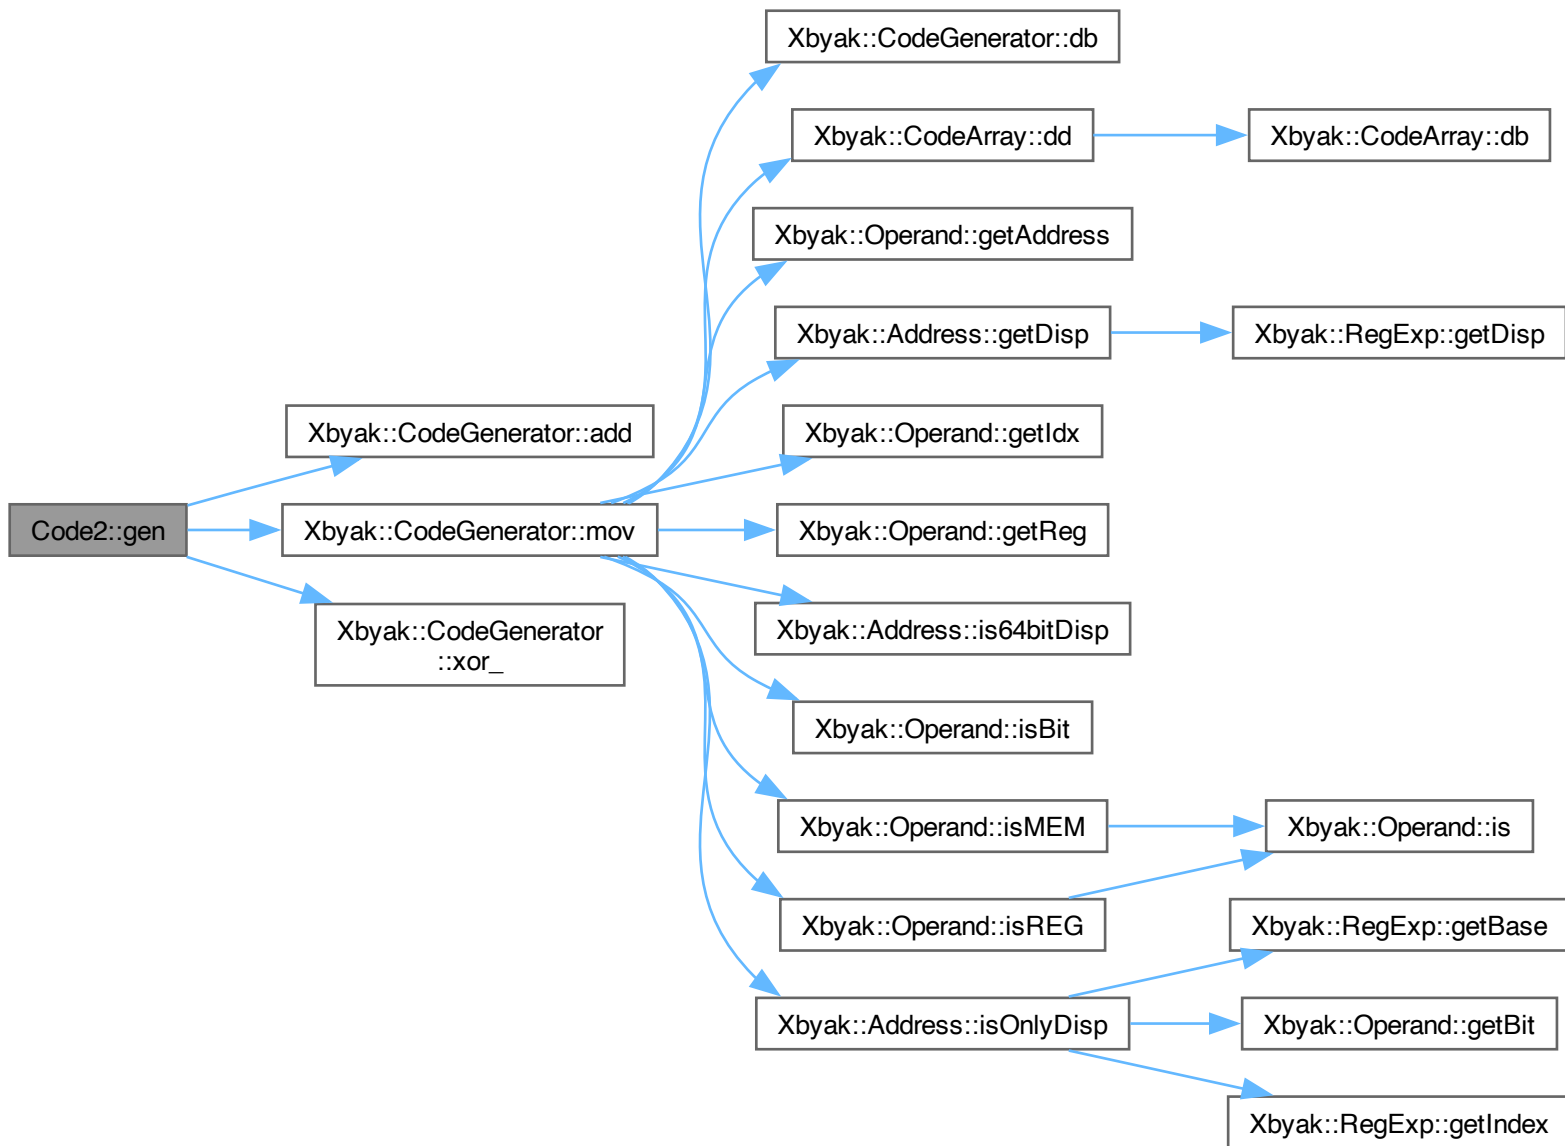 Xbyak::CodeGenerator::db
Xbyak::CodeArray::dd
Xbyak::CodeArray::db
Xbyak::Operand::getAddress
Xbyak::Address::getDisp
Xbyak::RegExp::getDisp
Xbyak::CodeGenerator::add
Xbyak::Operand::getIdx
Code2::gen
Xbyak::CodeGenerator::mov
Xbyak::Operand::getReg
Xbyak::CodeGenerator
::xor_
Xbyak::Address::is64bitDisp
Xbyak::Operand::isBit
Xbyak::Operand::isMEM
Xbyak::Operand::is
Xbyak::Operand::isREG
Xbyak::RegExp::getBase
Xbyak::Address::isOnlyDisp
Xbyak::Operand::getBit
Xbyak::RegExp::getIndex